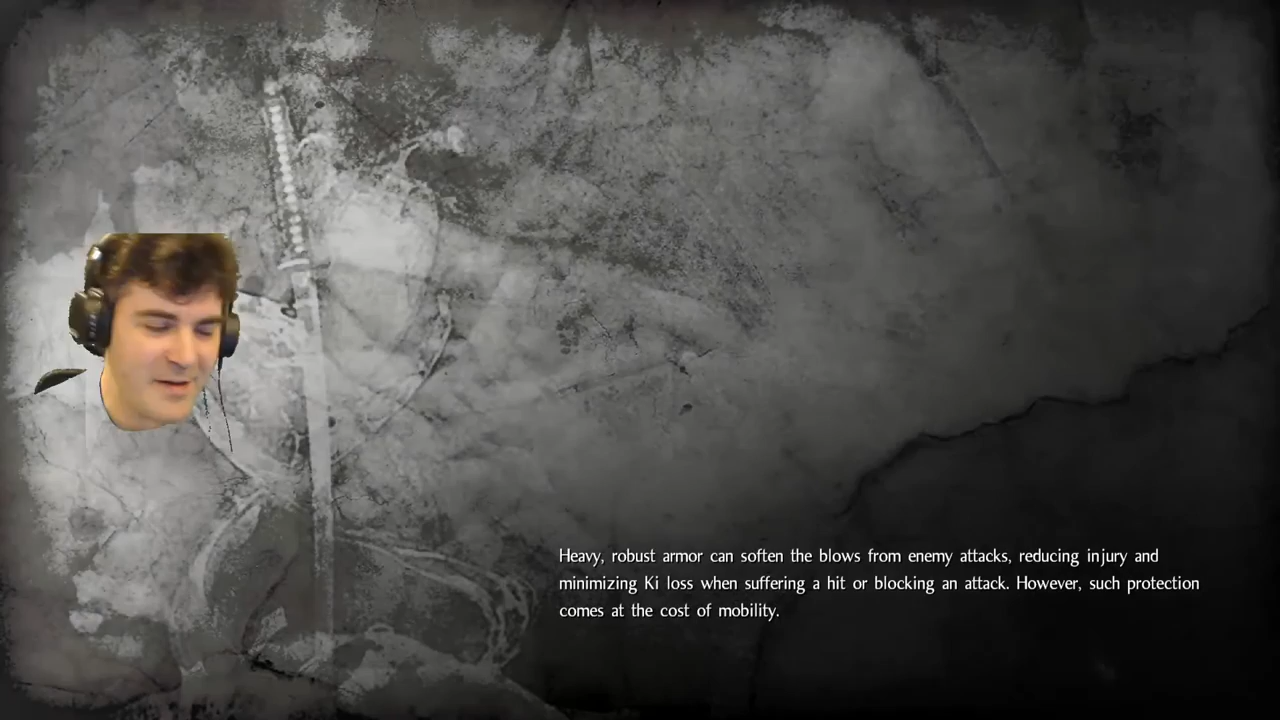 Heavy, robust armor can soften the blows from enemy attacks, reducing injury and
minimizing Ki loss when suffering a hit or blocking an attack. However, such protection
comes at the cost of mobility.